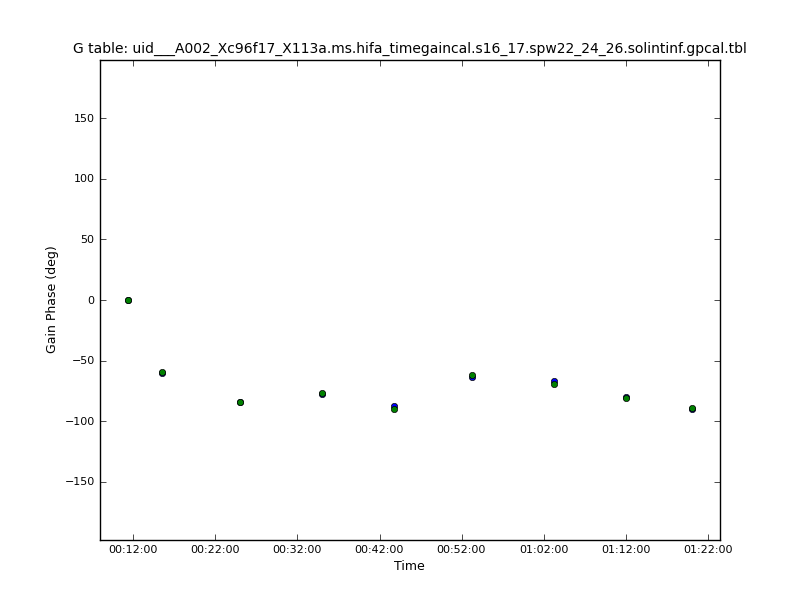 G table: uid___A002_Xc96f17_X113a.ms.hifa_timegaincal.s16_17.spw22_24_26.solintinf.gpcal.tbl
150
100
50
0
−50
−100
−150
Gain Phase (deg)
00:12:00 00:22:00 00:32:00 00:42:00 00:52:00 01:02:00 01:12:00 01:22:00
Time